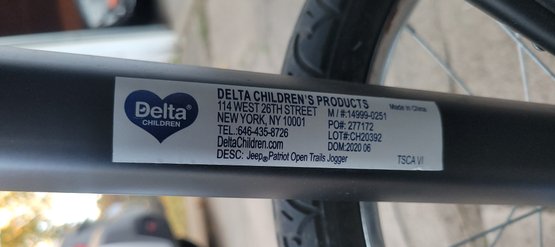 Delta®
CHILDREN
DELTA CHILDREN'S PRODUCTS
114 WEST 26TH STREET
NEW YORK, NY 10001
TEL.:646-435-8726
DeltaChildren.com
DESC: Jeep®Patriot Open Trails Jogger
Made in China
M / #:14999-0251
PO#: 277172
LOT#:CH20392
DOM:2020 06
TSCA VI